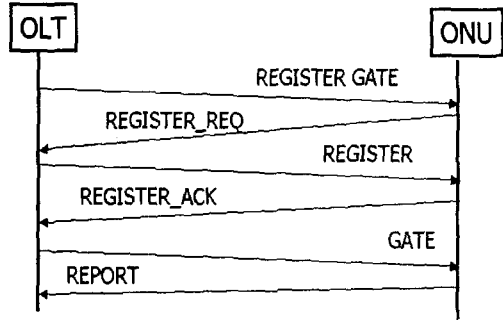 OLT
ONU
REGISTER GATE
REGISTER_REQ
REGISTER
REGISTER_ACK
GATE
REPORT